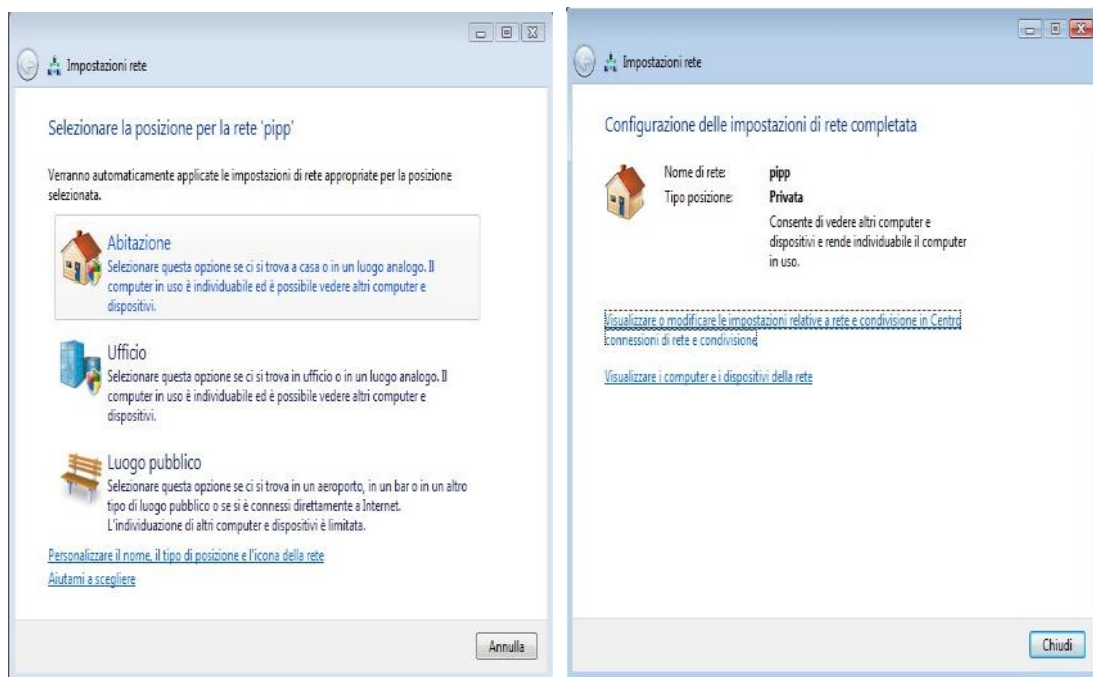 Impostazioni rete
Selezionare la posizione per la rete 'pipp'
Verranno automaticamente applicate le impostazioni di rete appropriate per la posizione
selezionata.
Abitazione
Selezionare questa opzione se ci si trova a casa o in un luogo analogo. Il
computer in uso è individuabile ed è possibile vedere altri computer e
dispositivi.
Ufficio
Selezionare questa opzione se ci si trova in ufficio o in un luogo analogo. Il
computer in uso è individuabile ed è possibile vedere altri computer e
dispositivi.
Luogo pubblico
Selezionare questa opzione se ci si trova in un aeroporto, in un bar o in un altro
tipo di luogo pubblico o se si è connessi direttamente a Internet.
L'individuazione di altri computer e dispositivi è limitata.
Personalizzare il nome, il tipo di posizione e l'icona della rete
Aiutami a scegliere
Annulla
Impostazioni rete
Configurazione delle impostazioni di rete completata
Nome di rete: pipp
Tipo posizione: Privata
Consente di vedere altri computer e
dispositivi e rende individuabile il computer
in uso.
Visualizzare o modificare le impostazioni relative a rete e condivisione in Centro
connessioni di rete e condivisione
Visualizzare i computer e i dispositivi della rete
Chiudi